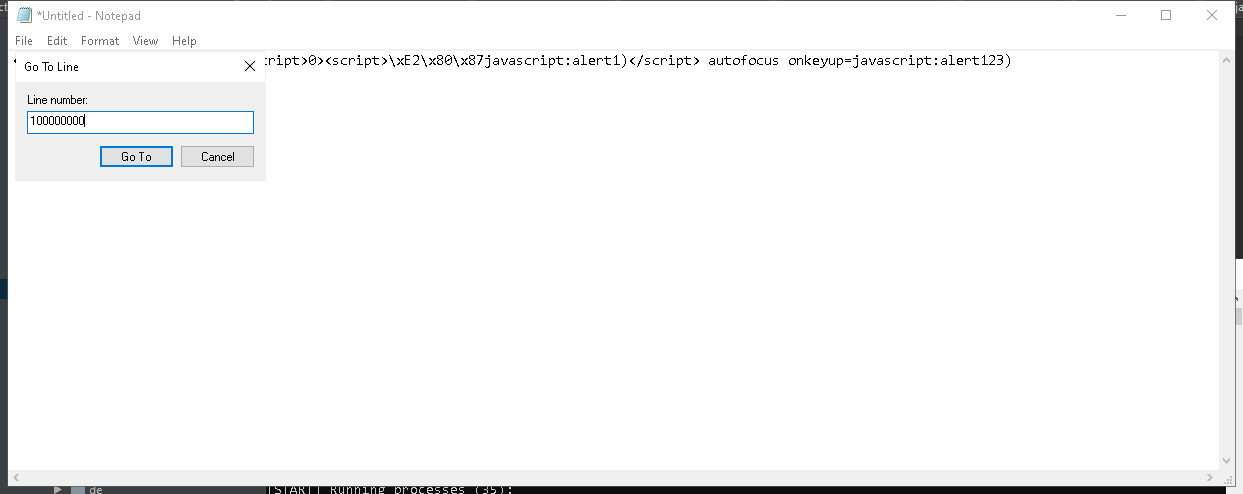 *Untitled - Notepad
File Edit Format View Help
ript>0><script>\xE2\x80\x87javascript:alert1)</script> autofocus onkeyup=javascript:alert123)
Go To Line
Line number:
100000000
Go To Cancel
de [START] Running processes (35):